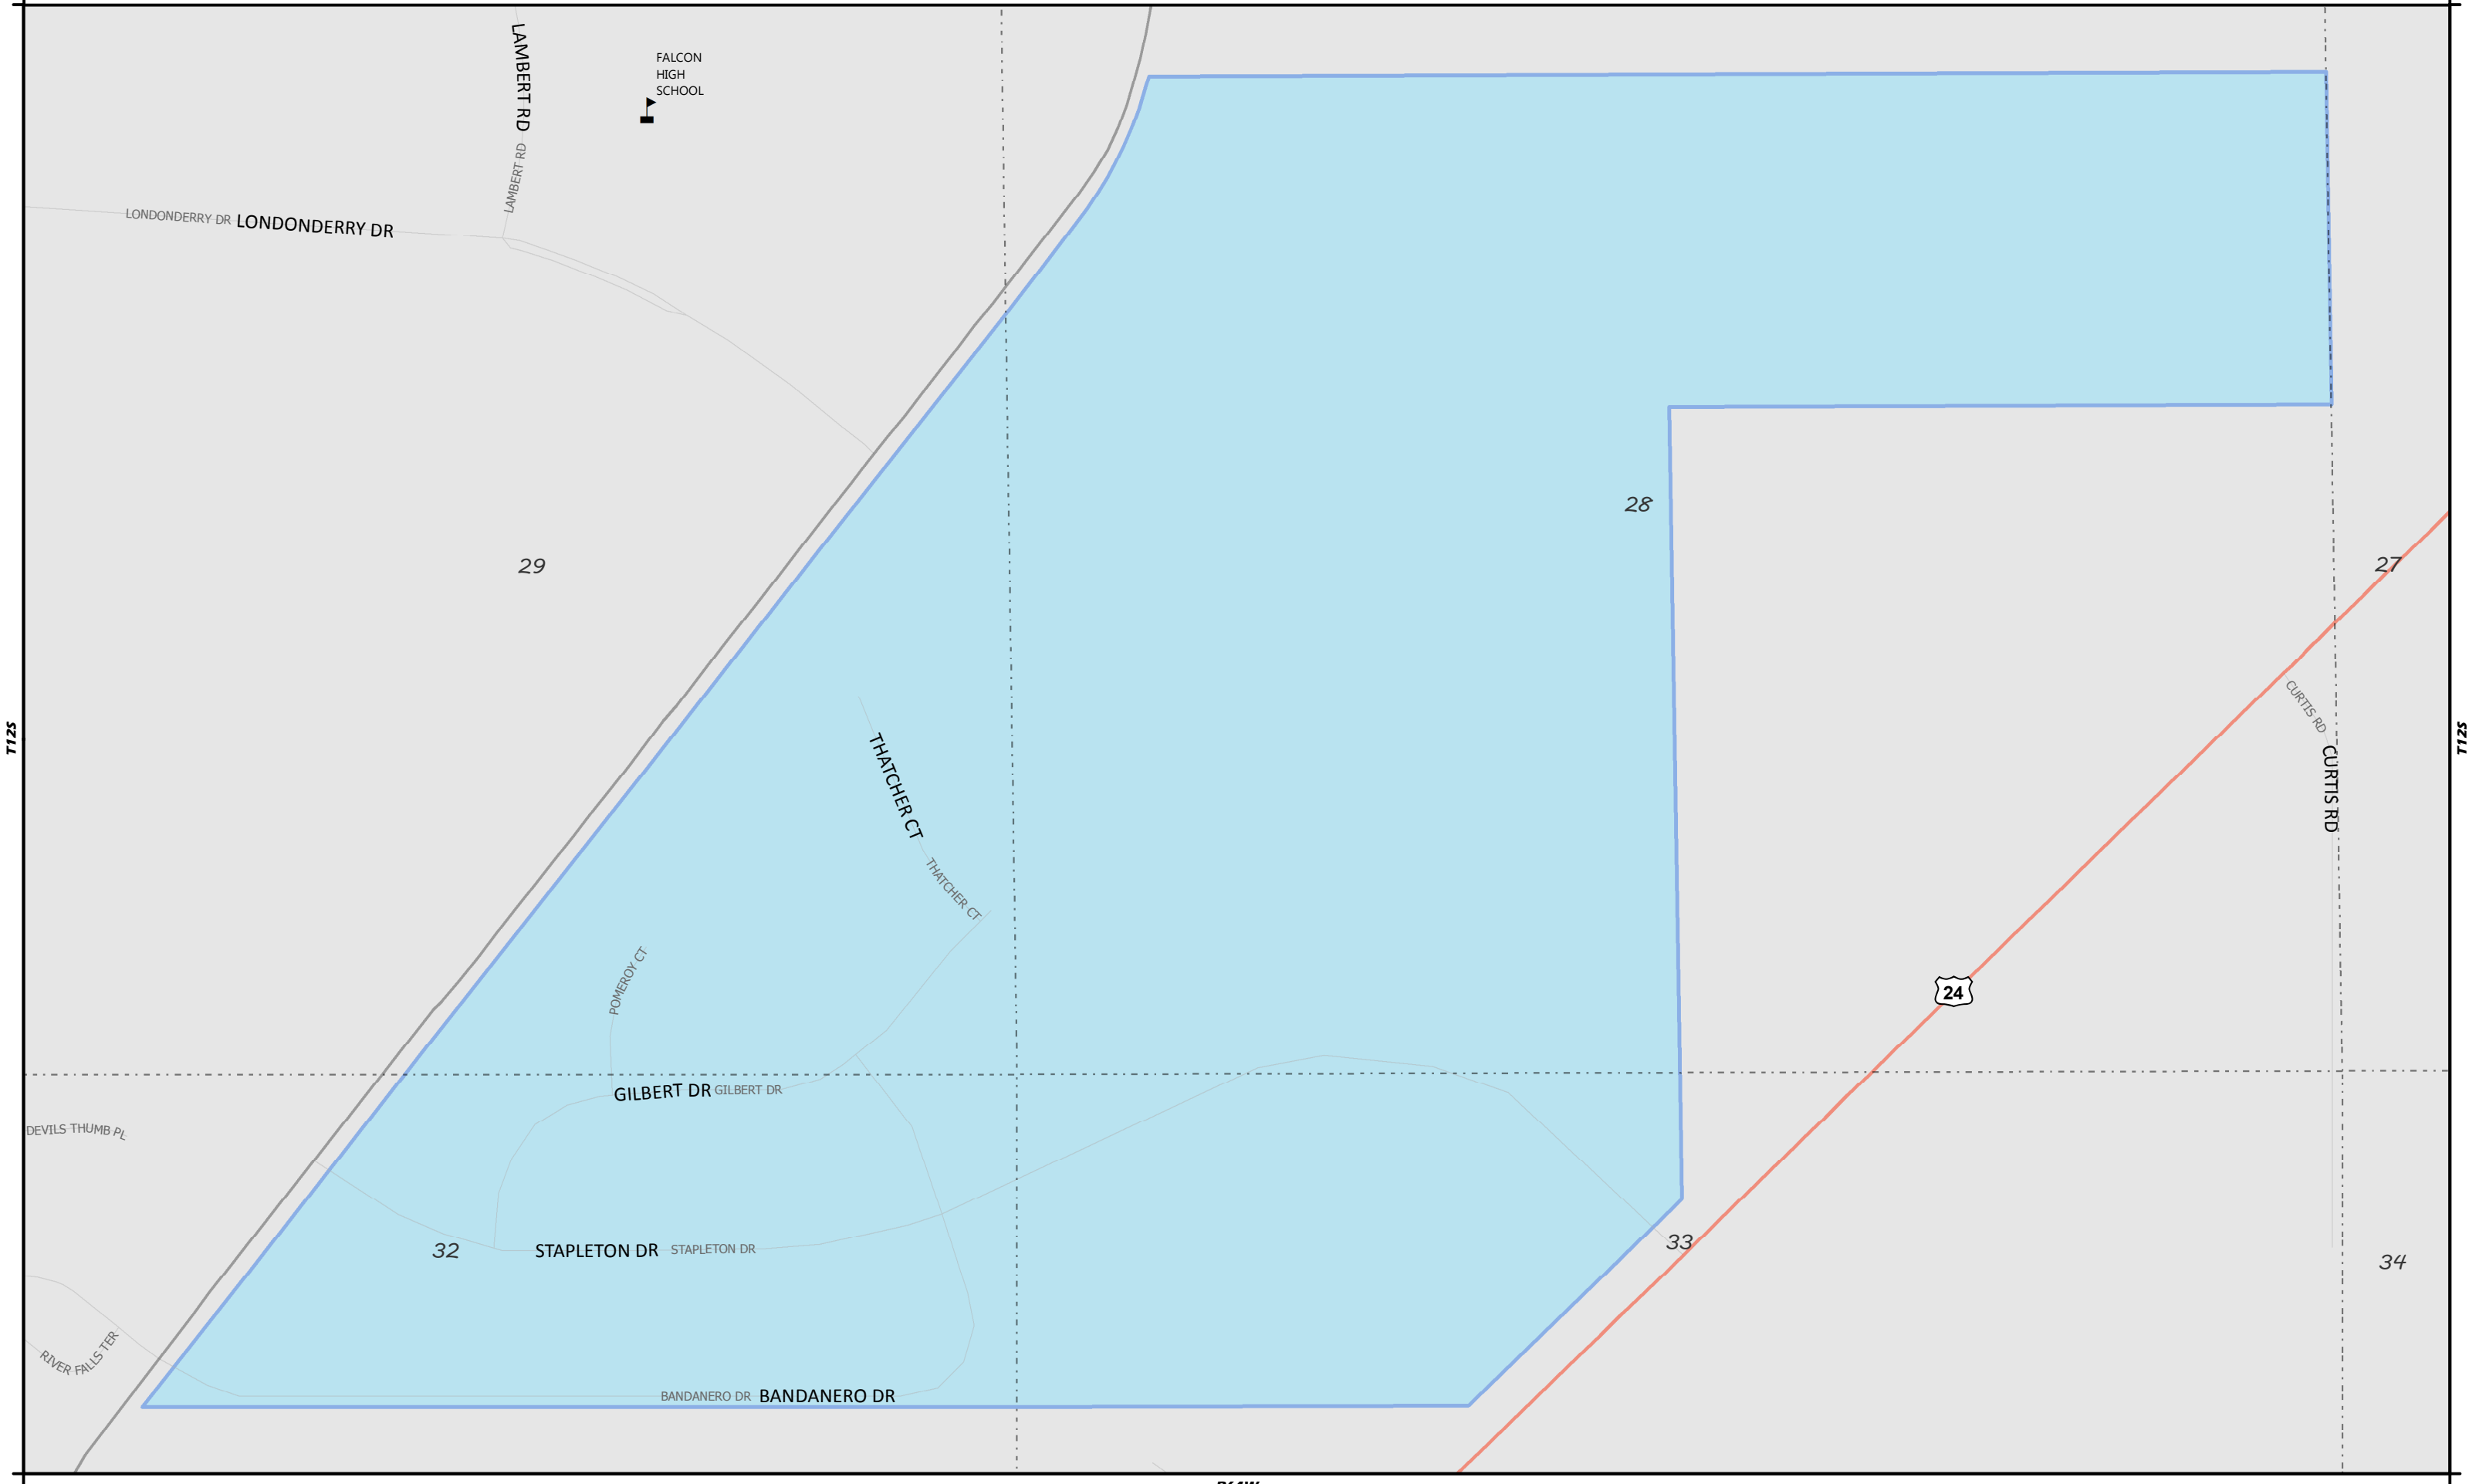 LAMBERT RD
FALCON
HIGH
SCHOOL
LAMBERT RD
LONDONDERRY DR
LONDONDERRY DR
28
29
27
CURTIS RD
T12S
T12S
THATCHER CT
CURTIS RD
THATCHER CT
POMEROY CT
24
GILBERT DR
GILBERT DR
DEVILS THUMB PL
33
STAPLETON DR
STAPLETON DR
32
34
RIVER FALLS TER
BANDANERO DR
BANDANERO DR